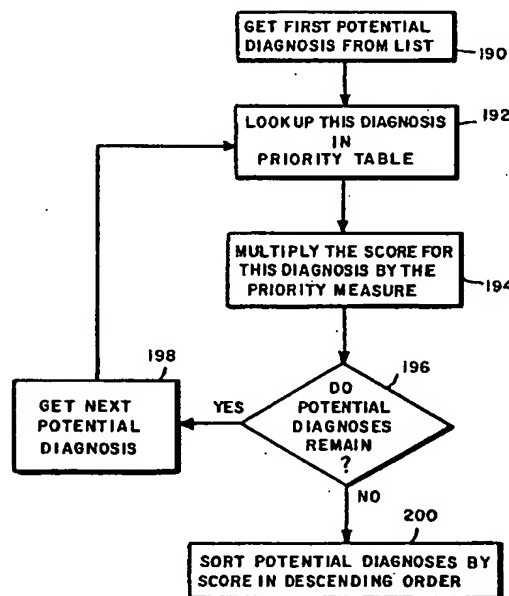 GET FIRST POTENTIAL
DIAGNOSIS FROM LIST
190
LOOKUP THIS DIAGNOSIS
IN
PRIORITY TABLE
192
MULTIPLY THE SCORE FOR
THIS DIAGNOSIS BY THE
PRIORITY MEASURE
194
DO
POTENTIAL
DIAGNOSES
REMAIN
?
196
YES
198
GET NEXT
POTENTIAL
DIAGNOSIS
NO
200
SORT POTENTIAL DIAGNOSES BY
SCORE IN DESCENDING ORDER